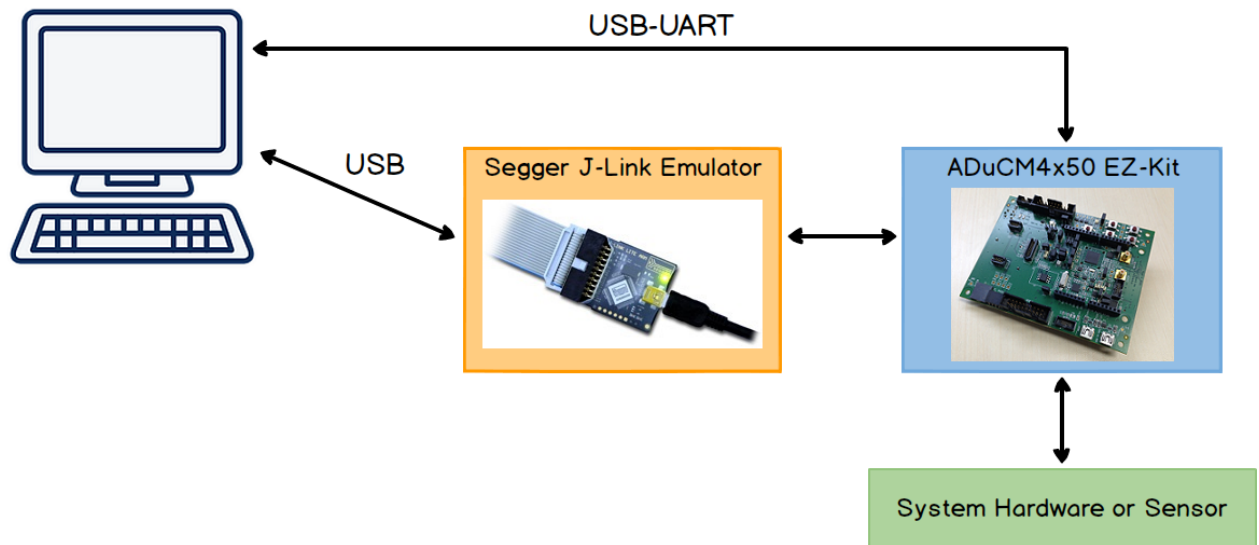 USB-UART
USB
Segger J-Link Emulator
ADuCM4x50 EZ-Kit
System Hardware or Sensor